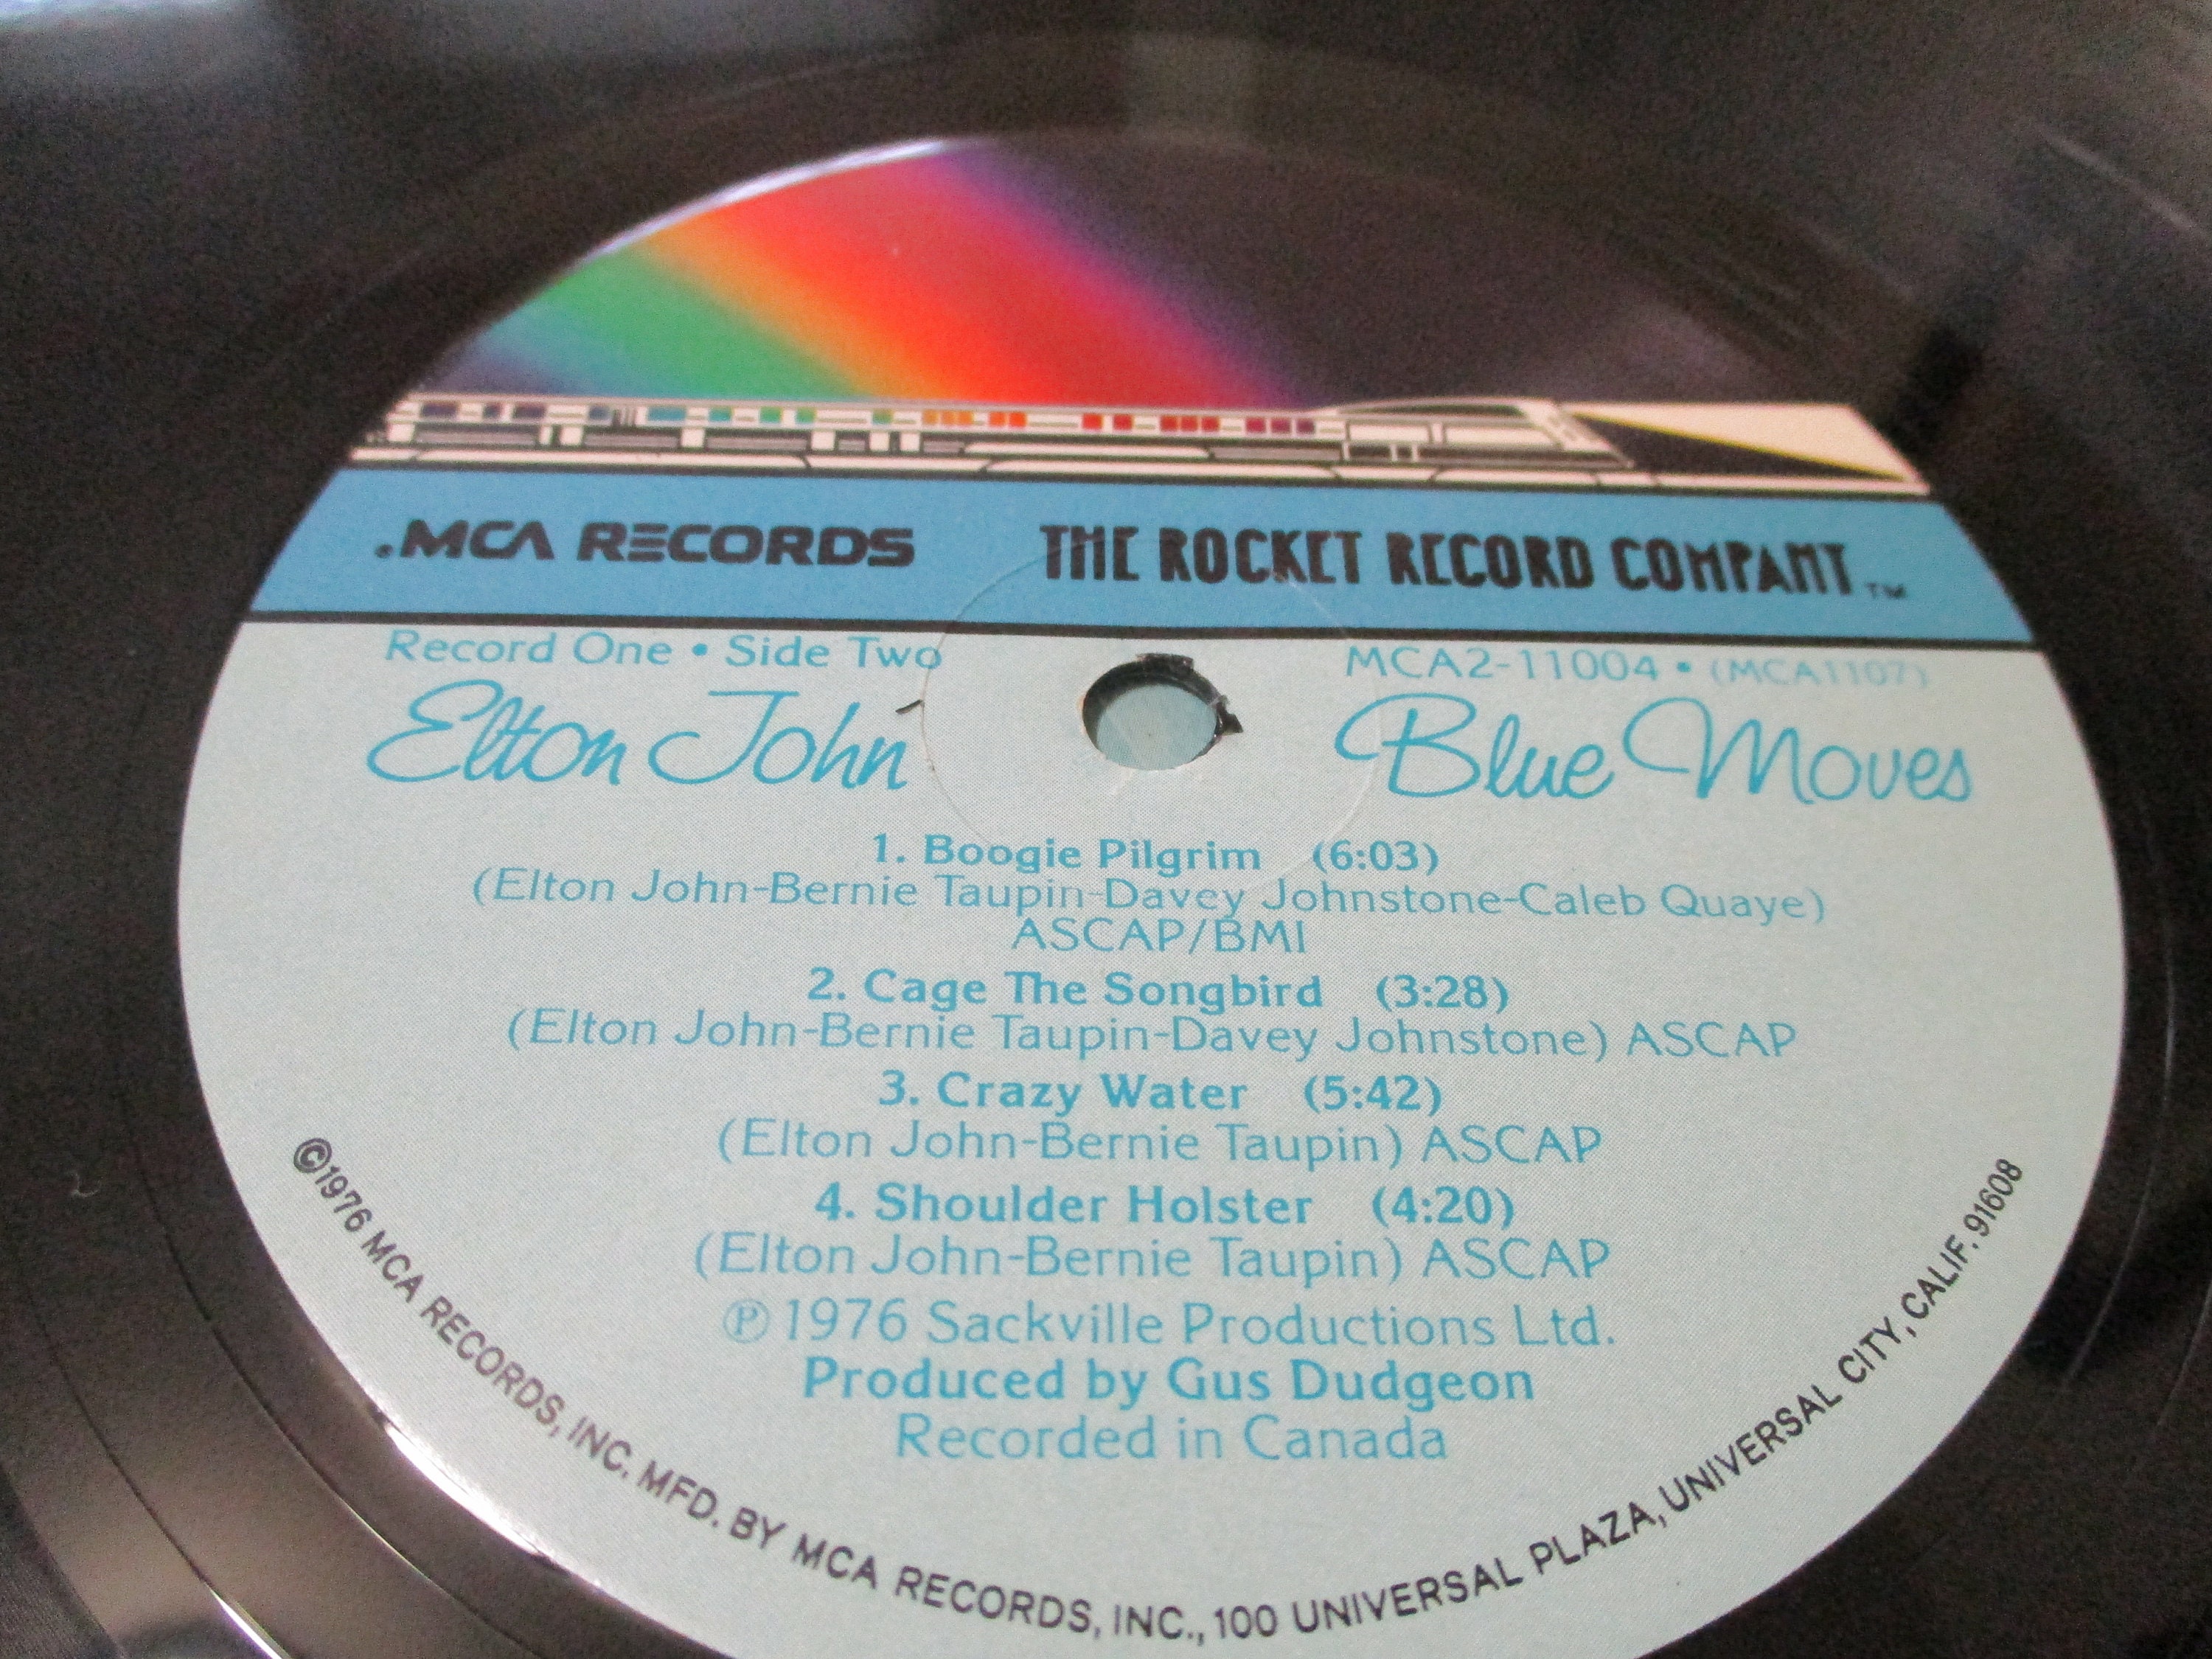 .MCA RECORDS THE ROCKET RECORD COMPANY TM
Record One • Side Two MCA2-11004 • (MCA1107)
Elton John Blue Moves
1. Boogie Pilgrim (6:03)
(Elton John-Bernie Taupin-Davey Johnstone-Caleb Quaye)
ASCAP/BMI
2. Cage The Songbird (3:28)
(Elton John-Bernie Taupin-Davey Johnstone) ASCAP
3. Crazy Water (5:42)
(Elton John-Bernie Taupin) ASCAP
4. Shoulder Holster (4:20)
(Elton John-Bernie Taupin) ASCAP
℗ 1976 Sackville Productions Ltd.
Produced by Gus Dudgeon
Recorded in Canada
©1976 MCA RECORDS, INC. MFD. BY MCA RECORDS, INC., 100 UNIVERSAL PLAZA, UNIVERSAL CITY, CALIF. 91608